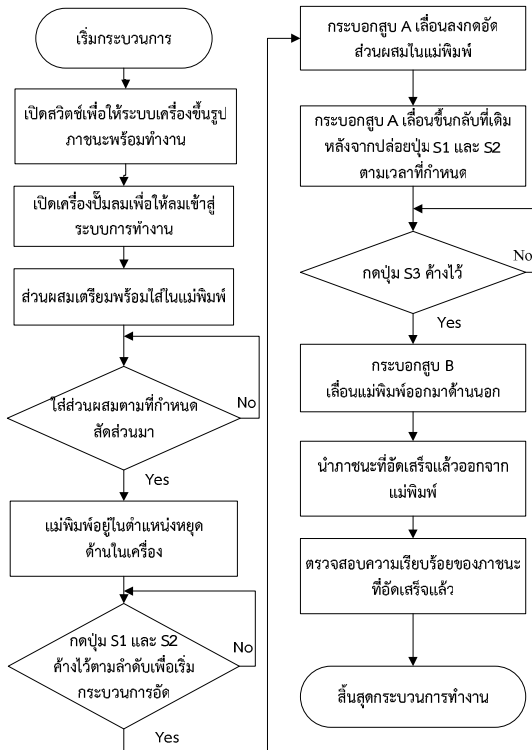 เริ่มกระบวนการ
เปิดสวิตช์เพื่อให้ระบบเครื่องขึ้นรูป
ภาชนะพร้อมทำงาน
เปิดเครื่องปั๊มลมเพื่อให้ลมเข้าสู่
ระบบการทำงาน
ส่วนผสมเตรียมพร้อมใส่ในแม่พิมพ์
ใส่ส่วนผสมตามที่กำหนด
สัดส่วนมา
No
Yes
แม่พิมพ์อยู่ในตำแหน่งหยุด
ด้านในเครื่อง
กดปุ่ม S1 และ S2
ค้างไว้ตามลำดับเพื่อเริ่ม
กระบวนการอัด
No
Yes
กระบอกสูบ A เลื่อนลงกดอัด
ส่วนผสมในแม่พิมพ์
กระบอกสูบ A เลื่อนขึ้นกลับที่เดิม
หลังจากปล่อยปุ่ม S1 และ S2
ตามเวลาที่กำหนด
กดปุ่ม S3 ค้างไว้
No
Yes
กระบอกสูบ B
เลื่อนแม่พิมพ์ออกมาด้านนอก
นำภาชนะที่อัดเสร็จแล้วออกจาก
แม่พิมพ์
ตรวจสอบความเรียบร้อยของภาชนะ
ที่อัดเสร็จแล้ว
สิ้นสุดกระบวนการทำงาน